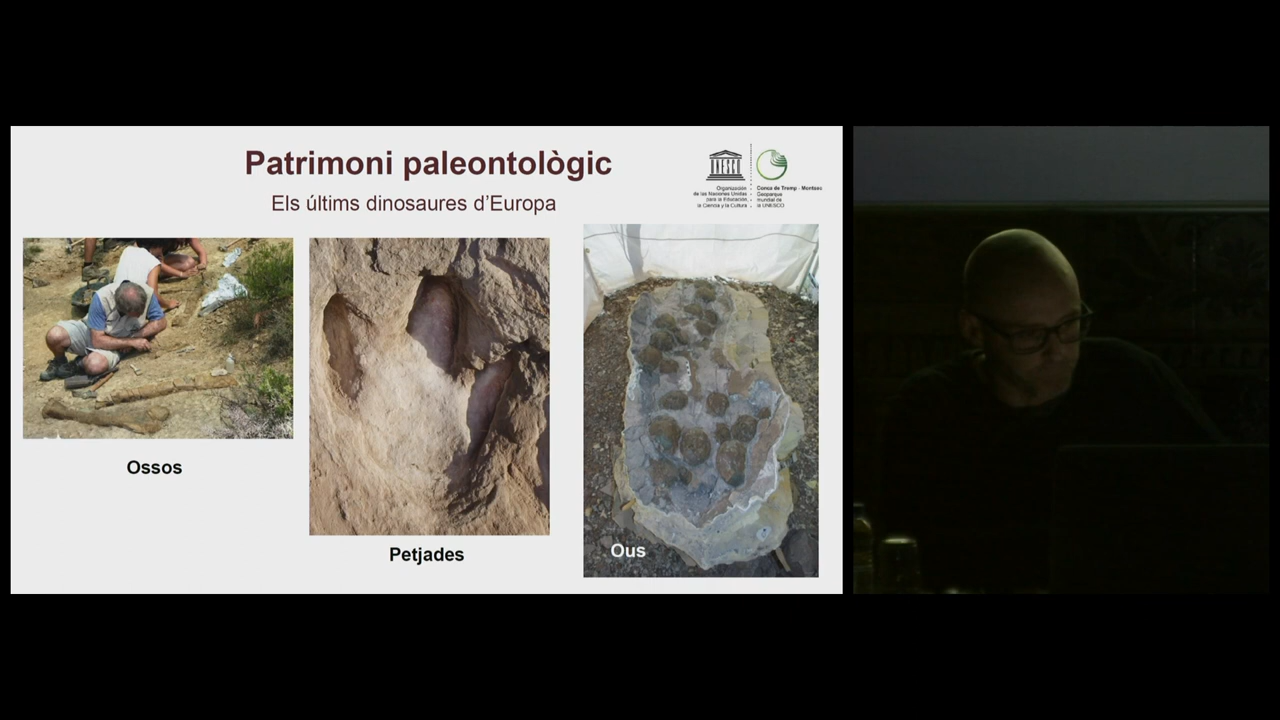 Patrimoni paleontològic
Els últims dinosaures d'Europa
UNESCO
Organización
de las Naciones Unidas
para la Educación,
la Ciencia y la Cultura
Conca de Tremp - Montsec
Geoparque
mundial de
la UNESCO
Ossos
Petjades
Ous